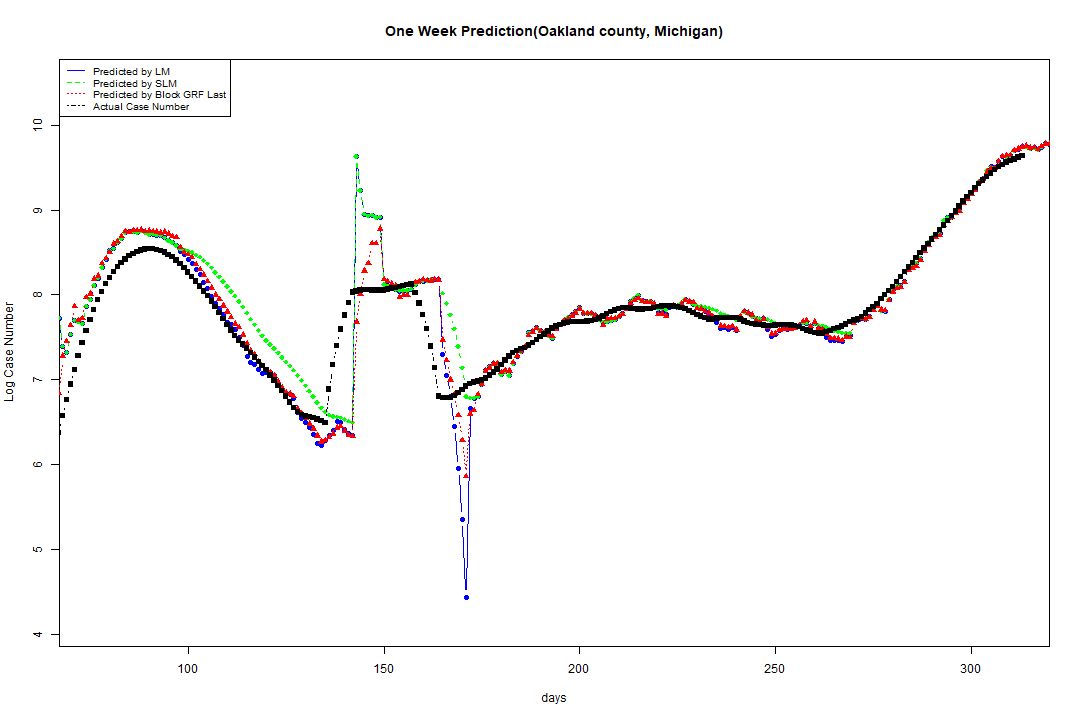 One Week Prediction(Oakland county, Michigan)
Predicted by LM
Predicted by SLM
Predicted by Block GRF Last
Actual Case Number
10
9
8
7
6
5
4
Log Case Number
100 150 200 250 300
days